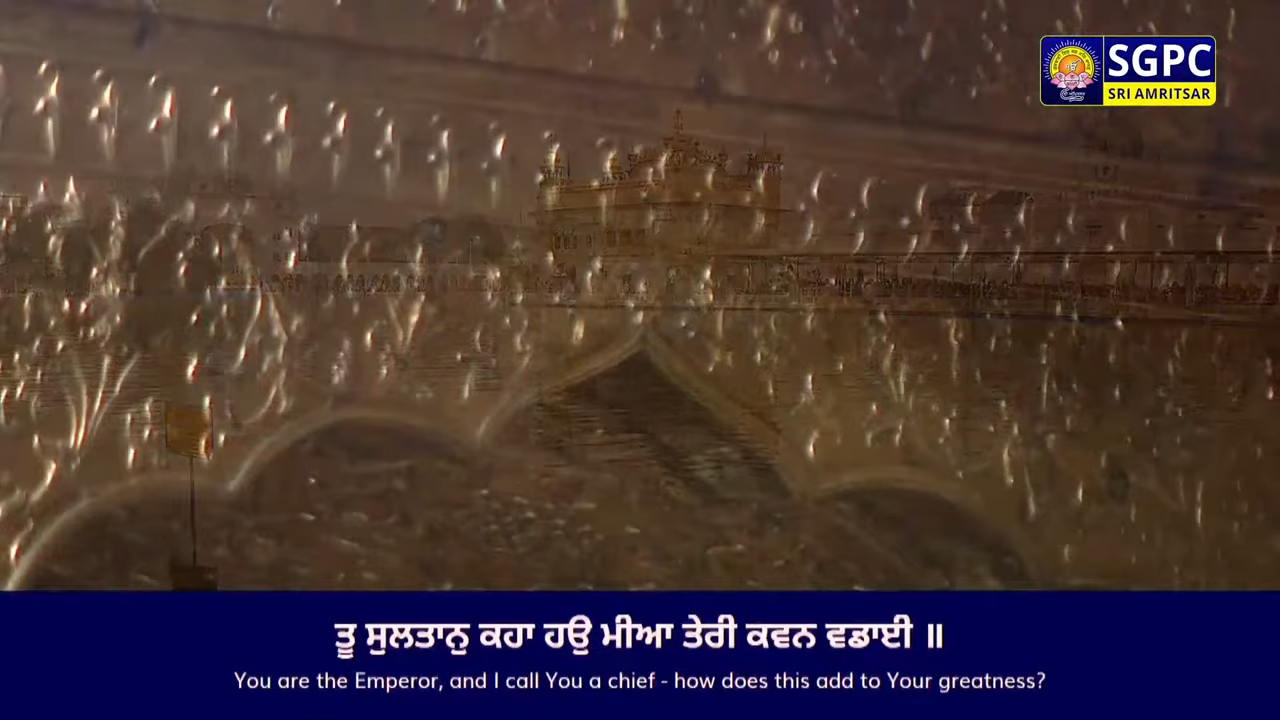 SGPC
SRI AMRITSAR
ਤੂ ਸੁਲਤਾਨੁ ਕਹਾ ਹਉ ਮੀਆ ਤੇਰੀ ਕਵਨ ਵਡਾਈ ॥
You are the Emperor, and I call You a chief - how does this add to Your greatness?